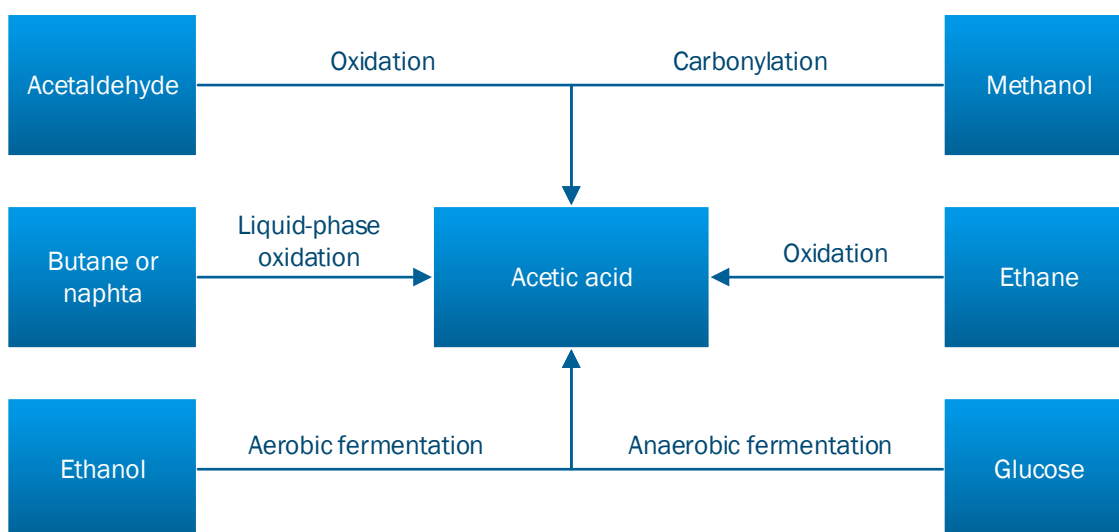 Oxidation
Carbonylation
Acetaldehyde
Methanol
Liquid-phase
oxidation
Butane or
naphta
Acetic acid
Oxidation
Ethane
Aerobic fermentation
Anaerobic fermentation
Ethanol
Glucose